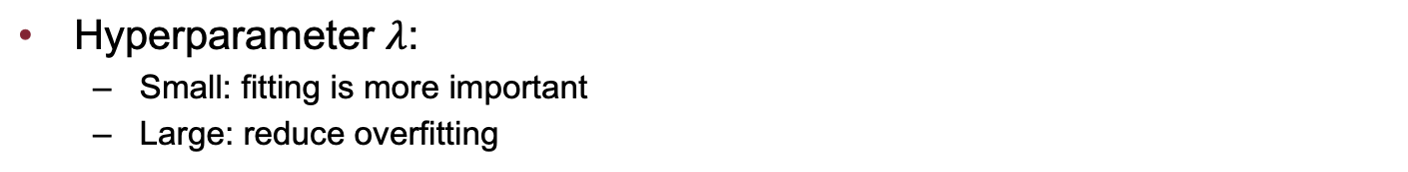 • Hyperparameter λ:
– Small: fitting is more important
– Large: reduce overfitting